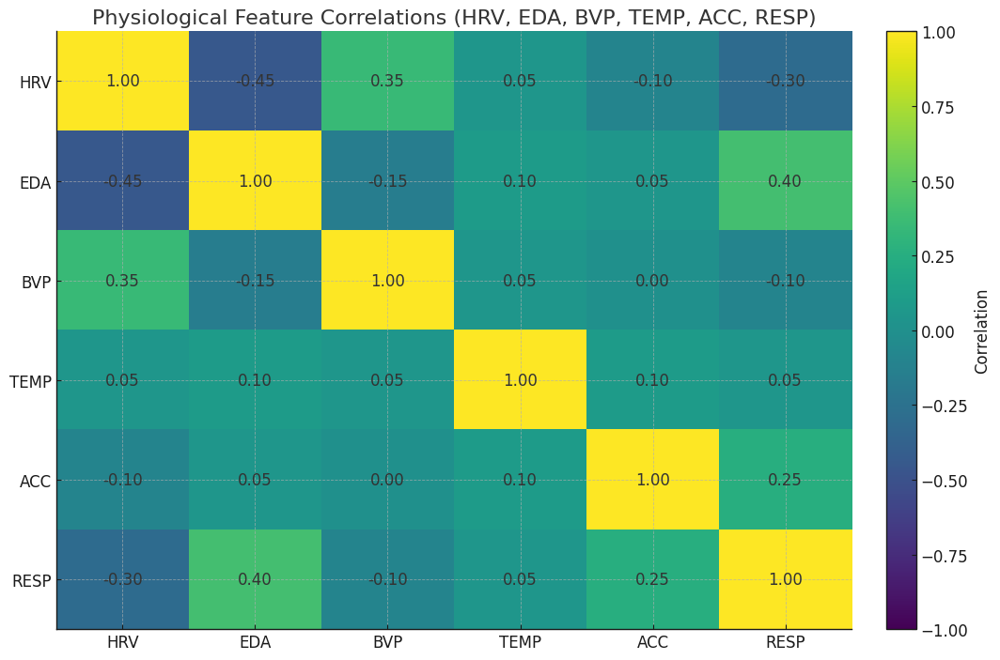 Physiological Feature Correlations (HRV, EDA, BVP, TEMP, ACC, RESP)
HRV 1.00 -0.45 0.35 0.05 -0.10 -0.30
EDA -0.45 1.00 -0.15 0.10 0.05 0.40
BVP 0.35 -0.15 1.00 0.05 0.00 -0.10
TEMP 0.05 0.10 0.05 1.00 0.10 0.05
ACC -0.10 0.05 0.00 0.10 1.00 0.25
RESP -0.30 0.40 -0.10 0.05 0.25 1.00
HRV EDA BVP TEMP ACC RESP
1.00
0.75
0.50
0.25
0.00
−0.25
−0.50
−0.75
−1.00
Correlation